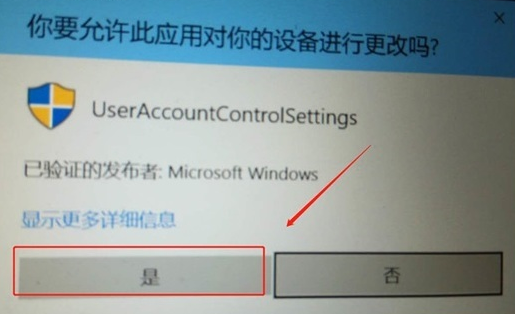 你要允许此应用对你的设备进行更改吗?
UserAccountControlSettings
已验证的发布者: Microsoft Windows
显示更多详细信息
是
否